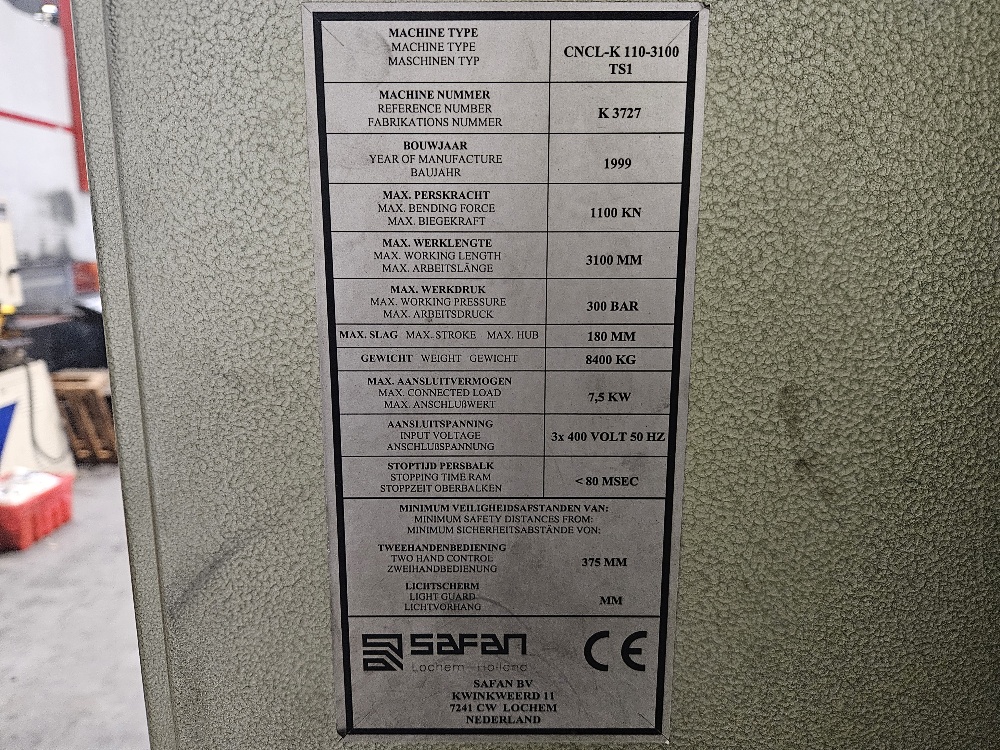 MACHINE TYPE
MACHINE TYPE
MASCHINEN TYP
CNCL-K 110-3100
TS1
MACHINE NUMMER
REFERENCE NUMBER
FABRIKATIONS NUMMER
K 3727
BOUWJAAR
YEAR OF MANUFACTURE
BAUJAHR
1999
MAX. PERSKRACHT
MAX. BENDING FORCE
MAX. BIEGEKRAFT
1100 KN
MAX. WERKLENGTE
MAX. WORKING LENGTH
MAX. ARBEITSLÄNGE
3100 MM
MAX. WERKDRUK
MAX. WORKING PRESSURE
MAX. ARBEITSDRUCK
300 BAR
MAX. SLAG MAX. STROKE MAX. HUB
180 MM
GEWICHT WEIGHT GEWICHT
8400 KG
MAX. AANSLUITVERMOGEN
MAX. CONNECTED LOAD
MAX. ANSCHLUßWERT
7,5 KW
AANSLUITSPANNING
INPUT VOLTAGE
ANSCHLUßSPANNUNG
3x 400 VOLT 50 HZ
STOPTIJD PERSBALK
STOPPING TIME RAM
STOPPZEIT OBERBALKEN
< 80 MSEC
MINIMUM VEILIGHEIDSAFSTANDEN VAN:
MINIMUM SAFETY DISTANCES FROM:
MINIMUM SICHERHEITSABSTÄNDE VON:
TWEEHANDENBEDIENING
TWO HAND CONTROL
ZWEIHANDBEDIENUNG
375 MM
LICHTSCHERM
LIGHT GUARD
LICHTVORHANG
MM
SAFAN
Lochem - Holland
CE
SAFAN BV
KWINKWEERD 11
7241 CW LOCHEM
NEDERLAND